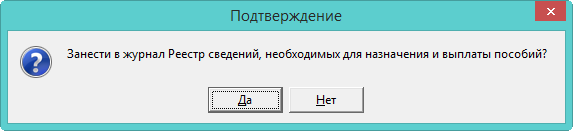 Подтверждение
Занести в журнал Реестр сведений, необходимых для назначения и выплаты пособий?
Да
Нет